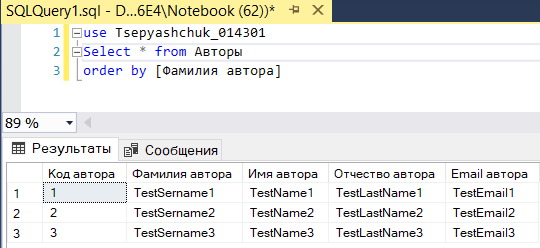 SQLQuery1.sql - D...6E4\Notebook (62))*
1 use Tsepyashchuk_014301
2 Select * from Авторы
3 order by [Фамилия автора]
89 %
Результаты Сообщения
Код автора Фамилия автора Имя автора Отчество автора Email автора
1 1 TestSername1 TestName1 TestLastName1 TestEmail1
2 2 TestSername2 TestName2 TestLastName2 TestEmail2
3 3 TestSername3 TestName3 TestLastName3 TestEmail3